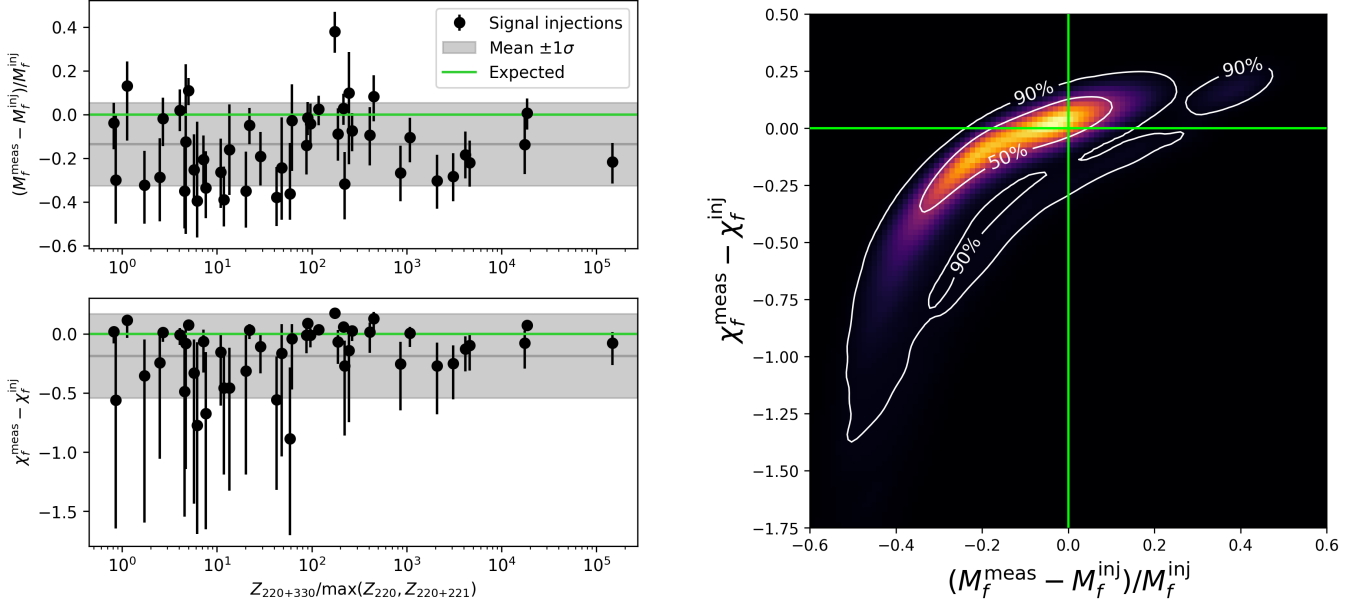 0.4
0.2
0.0
−0.2
−0.4
−0.6
(M_f^meas − M_f^inj)/M_f^inj
Signal injections
Mean ±1σ
Expected
10^0 10^1 10^2 10^3 10^4 10^5
0.0
−0.5
−1.0
−1.5
χ_f^meas − χ_f^inj
10^0 10^1 10^2 10^3 10^4 10^5
Z_220+330/max(Z_220, Z_220+221)
0.50
0.25
0.00
−0.25
−0.50
−0.75
−1.00
−1.25
−1.50
−1.75
χ_f^meas − χ_f^inj
90%
90%
50%
90%
−0.6 −0.4 −0.2 0.0 0.2 0.4 0.6
(M_f^meas − M_f^inj)/M_f^inj